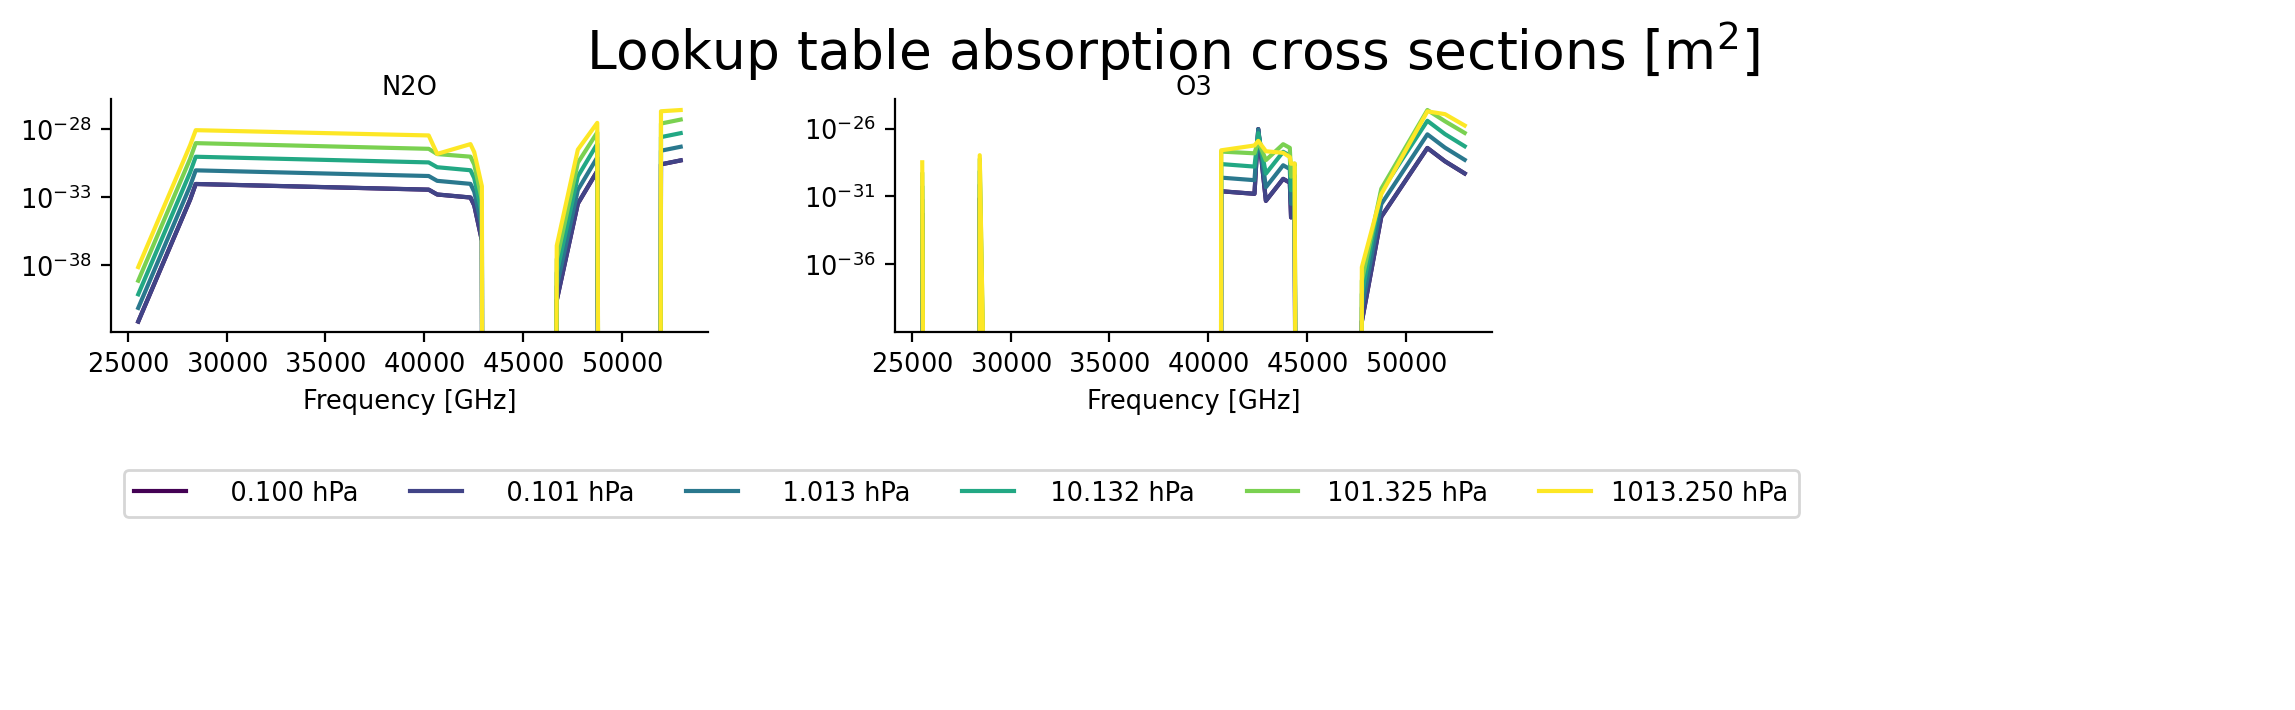 Lookup table absorption cross sections [m²]
N2O
O3
10⁻²⁸
10⁻³³
10⁻³⁸
10⁻²⁶
10⁻³¹
10⁻³⁶
25000 30000 35000 40000 45000 50000
25000 30000 35000 40000 45000 50000
Frequency [GHz]
Frequency [GHz]
0.100 hPa 0.101 hPa 1.013 hPa 10.132 hPa 101.325 hPa 1013.250 hPa